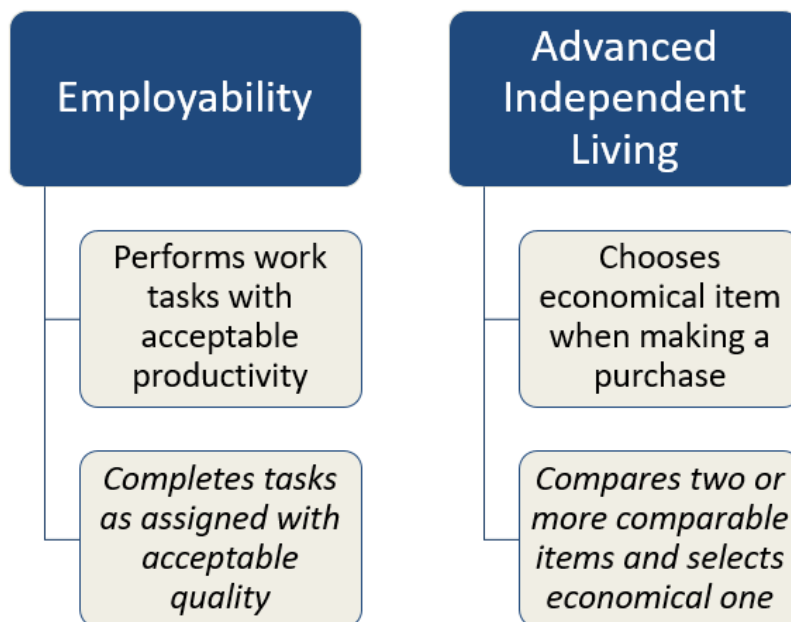 Employability
Performs work
tasks with
acceptable
productivity
Completes tasks
as assigned with
acceptable
quality
Advanced
Independent
Living
Chooses
economical item
when making a
purchase
Compares two or
more comparable
items and selects
economical one